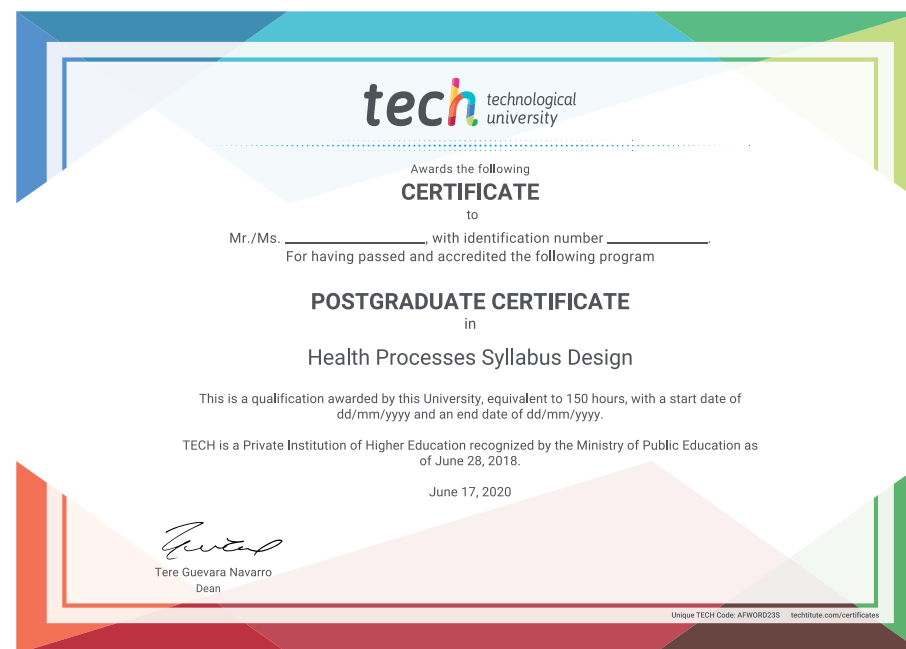 tech technological
university
Awards the following
CERTIFICATE
to
Mr./Ms. ____________________, with identification number ______________.
For having passed and accredited the following program
POSTGRADUATE CERTIFICATE
in
Health Processes Syllabus Design
This is a qualification awarded by this University, equivalent to 150 hours, with a start date of
dd/mm/yyyy and an end date of dd/mm/yyyy.
TECH is a Private Institution of Higher Education recognized by the Ministry of Public Education as
of June 28, 2018.
June 17, 2020
Tere Guevara Navarro
Dean
Unique TECH Code: AFWORD23S techtitute.com/certificates